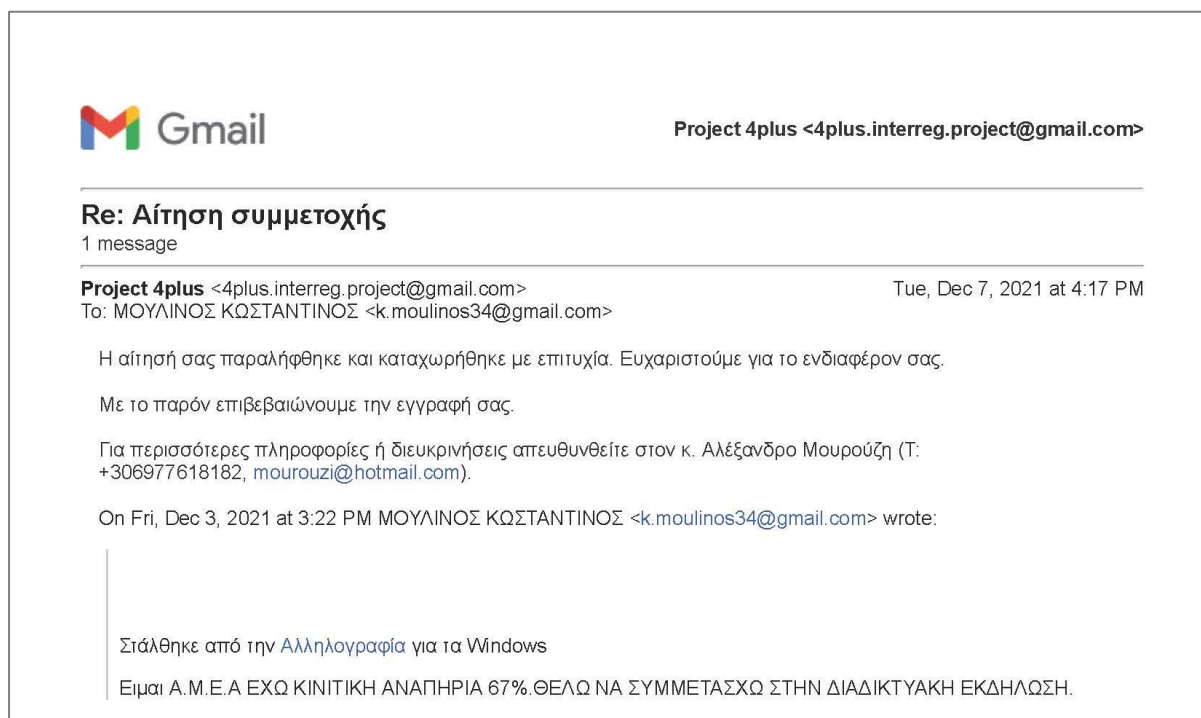 Gmail
Project 4plus <4plus.interreg.project@gmail.com>
Re: Αίτηση συμμετοχής
1 message
Project 4plus <4plus.interreg.project@gmail.com>
Tue, Dec 7, 2021 at 4:17 PM
To: ΜΟΥΛΙΝΟΣ ΚΩΣΤΑΝΤΙΝΟΣ <k.moulinos34@gmail.com>
Η αίτησή σας παραλήφθηκε και καταχωρήθηκε με επιτυχία. Ευχαριστούμε για το ενδιαφέρον σας.
Με το παρόν επιβεβαιώνουμε την εγγραφή σας.
Για περισσότερες πληροφορίες ή διευκρινήσεις απευθυνθείτε στον κ. Αλέξανδρο Μουρούζη (Τ:
+306977618182, mourouzi@hotmail.com).
On Fri, Dec 3, 2021 at 3:22 PM ΜΟΥΛΙΝΟΣ ΚΩΣΤΑΝΤΙΝΟΣ <k.moulinos34@gmail.com> wrote:
Στάλθηκε από την Αλληλογραφία για τα Windows
Ειμαι Α.Μ.Ε.Α ΕΧΩ ΚΙΝΙΤΙΚΗ ΑΝΑΠΗΡΙΑ 67%.ΘΕΛΩ ΝΑ ΣΥΜΜΕΤΑΣΧΩ ΣΤΗΝ ΔΙΑΔΙΚΤΥΑΚΗ ΕΚΔΗΛΩΣΗ.